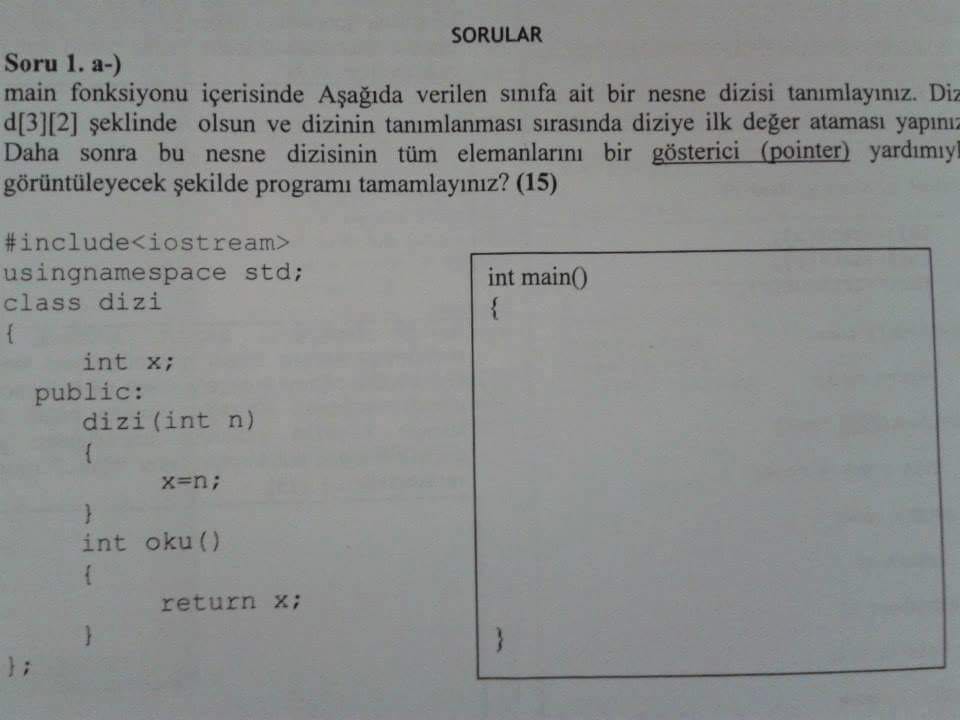 SORULAR
Soru 1. a-)
main fonksiyonu içerisinde Aşağıda verilen sınıfa ait bir nesne dizisi tanımlayınız. Diz
d[3][2] şeklinde olsun ve dizinin tanımlanması sırasında diziye ilk değer ataması yapınız
Daha sonra bu nesne dizisinin tüm elemanlarını bir gösterici (pointer) yardımıyl
görüntüleyecek şekilde programı tamamlayınız? (15)
#include<iostream>
usingnamespace std;
class dizi
{
int x;
public:
dizi(int n)
{
x=n;
}
int oku()
{
return x;
}
};
int main()
{
}